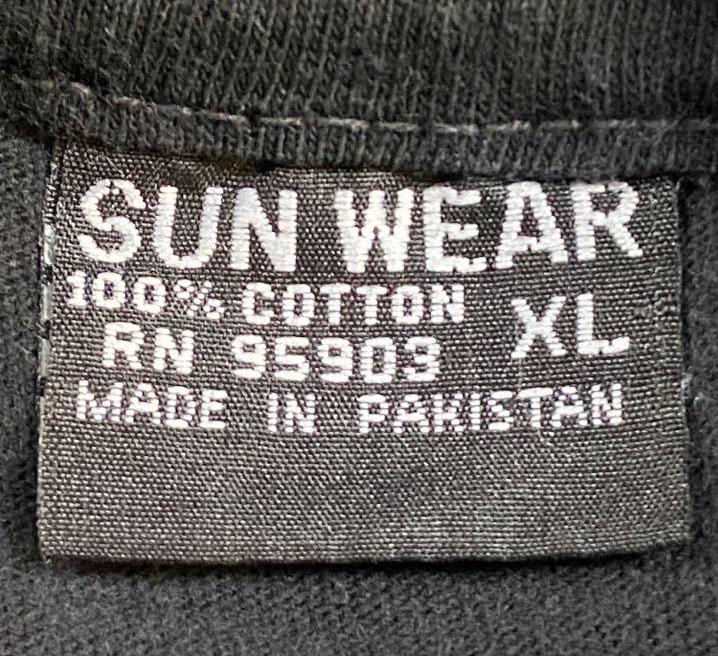 SUN WEAR
100% COTTON XL
RN 95903
MADE IN PAKISTAN